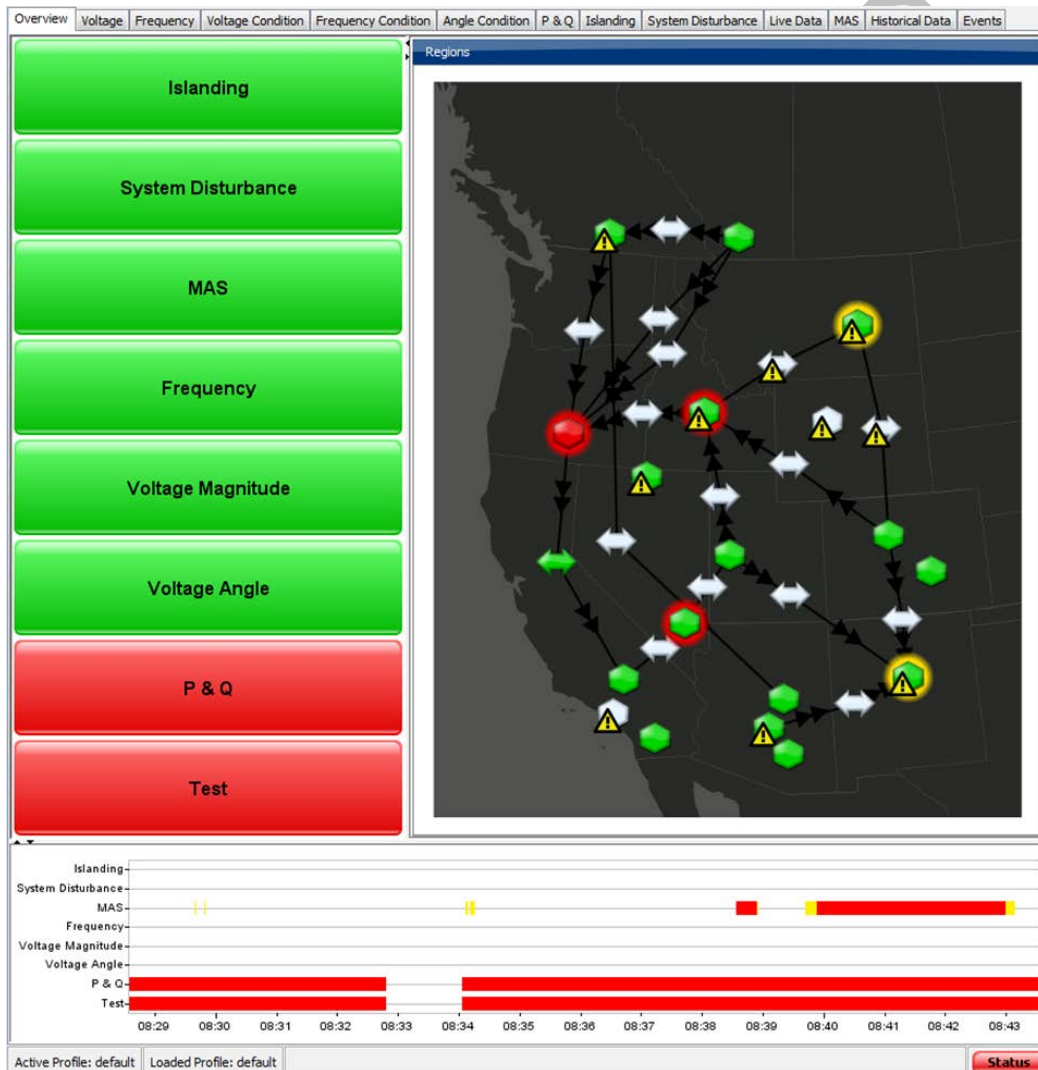 Overview Voltage Frequency Voltage Condition Frequency Condition Angle Condition P & Q Islanding System Disturbance Live Data MAS Historical Data Events
Islanding
System Disturbance
MAS
Frequency
Voltage Magnitude
Voltage Angle
P & Q
Test
Regions
Islanding
System Disturbance
MAS
Frequency
Voltage Magnitude
Voltage Angle
P & Q
Test
08:29 08:30 08:31 08:32 08:33 08:34 08:35 08:36 08:37 08:38 08:39 08:40 08:41 08:42 08:43
Active Profile: default Loaded Profile: default Status